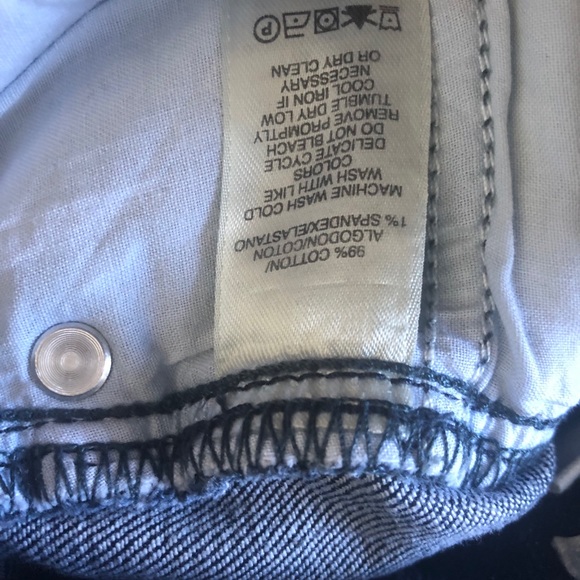 99% COTTON/
ALGODON/COTON
1% SPANDEX/ELASTANO
MACHINE WASH COLD
WASH WITH LIKE
COLORS
DELICATE CYCLE
DO NOT BLEACH
REMOVE PROMPTLY
TUMBLE DRY LOW
COOL IRON IF
NECESSARY
OR DRY CLEAN
P